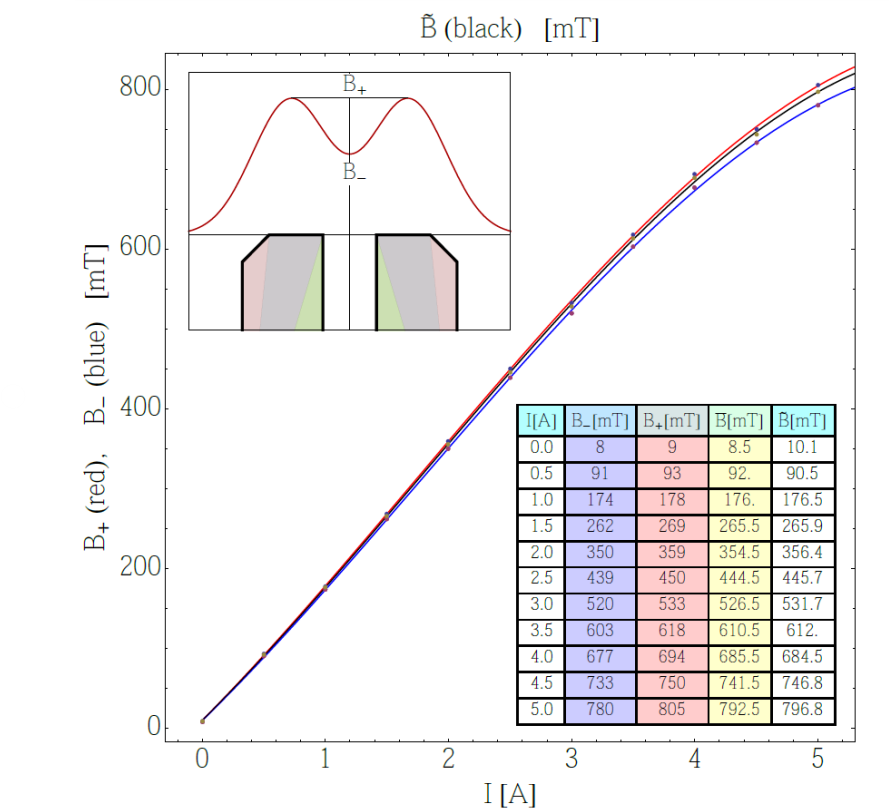 B̃ (black) [mT]
B₊ (red), B₋ (blue) [mT]
800
600
400
200
0
B₊
B₋
I[A] B₋[mT] B₊[mT] B̅[mT] B̃[mT]
0.0 8 9 8.5 10.1
0.5 91 93 92. 90.5
1.0 174 178 176. 176.5
1.5 262 269 265.5 265.9
2.0 350 359 354.5 356.4
2.5 439 450 444.5 445.7
3.0 520 533 526.5 531.7
3.5 603 618 610.5 612.
4.0 677 694 685.5 684.5
4.5 733 750 741.5 746.8
5.0 780 805 792.5 796.8
0 1 2 3 4 5
I [A]